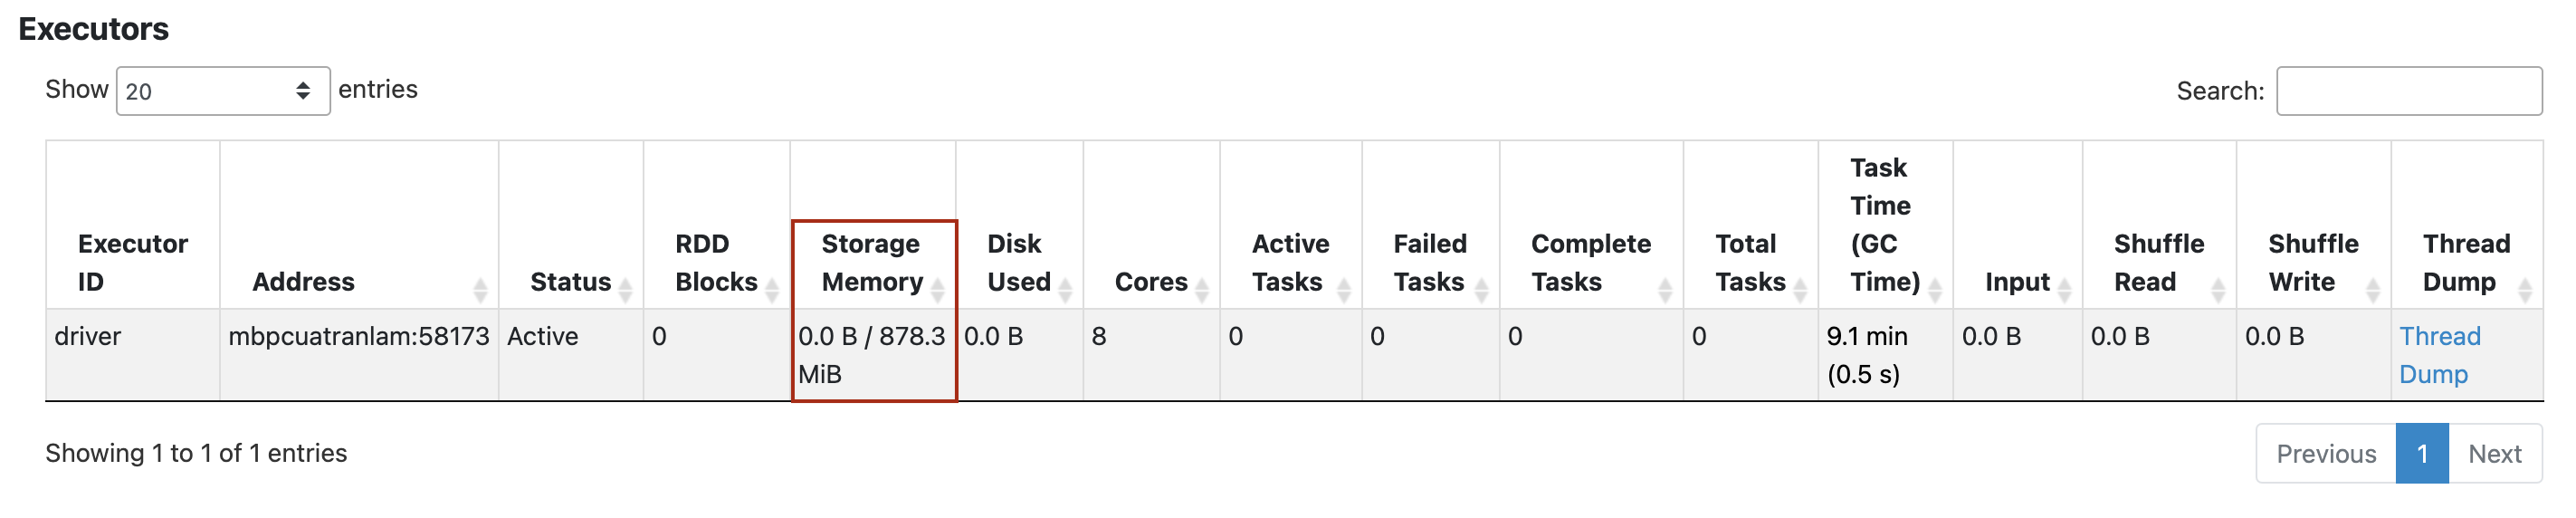 Executors
Show 20 entries
Search:
Executor ID Address Status RDD Blocks Storage Memory Disk Used Cores Active Tasks Failed Tasks Complete Tasks Total Tasks Task Time (GC Time) Input Shuffle Read Shuffle Write Thread Dump
driver mbpcuatranlam:58173 Active 0 0.0 B / 878.3 MiB 0.0 B 8 0 0 0 0 9.1 min (0.5 s) 0.0 B 0.0 B 0.0 B Thread Dump
Showing 1 to 1 of 1 entries
Previous 1 Next